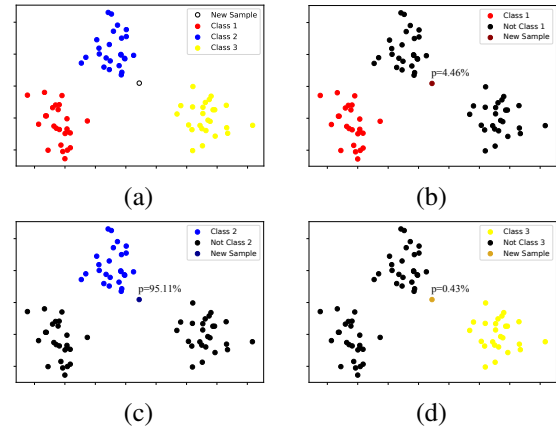 New Sample
Class 1
Class 2
Class 3
(a)
Class 1
Not Class 1
New Sample
p=4.46%
(b)
Class 2
Not Class 2
New Sample
p=95.11%
(c)
Class 3
Not Class 3
New Sample
p=0.43%
(d)